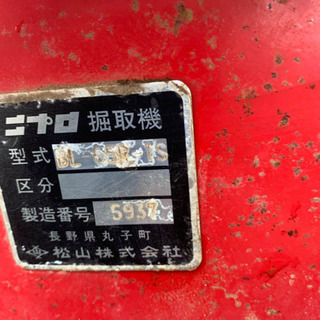 ニプロ 掘取機
型式
区分
製造番号 5937
長野県丸子町
松山株式会社